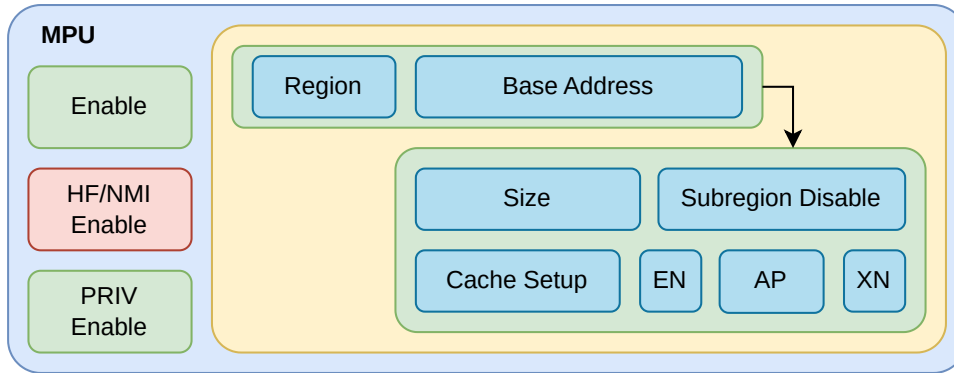 MPU
Enable
HF/NMI
Enable
PRIV
Enable
Region
Base Address
Size
Subregion Disable
Cache Setup
EN
AP
XN